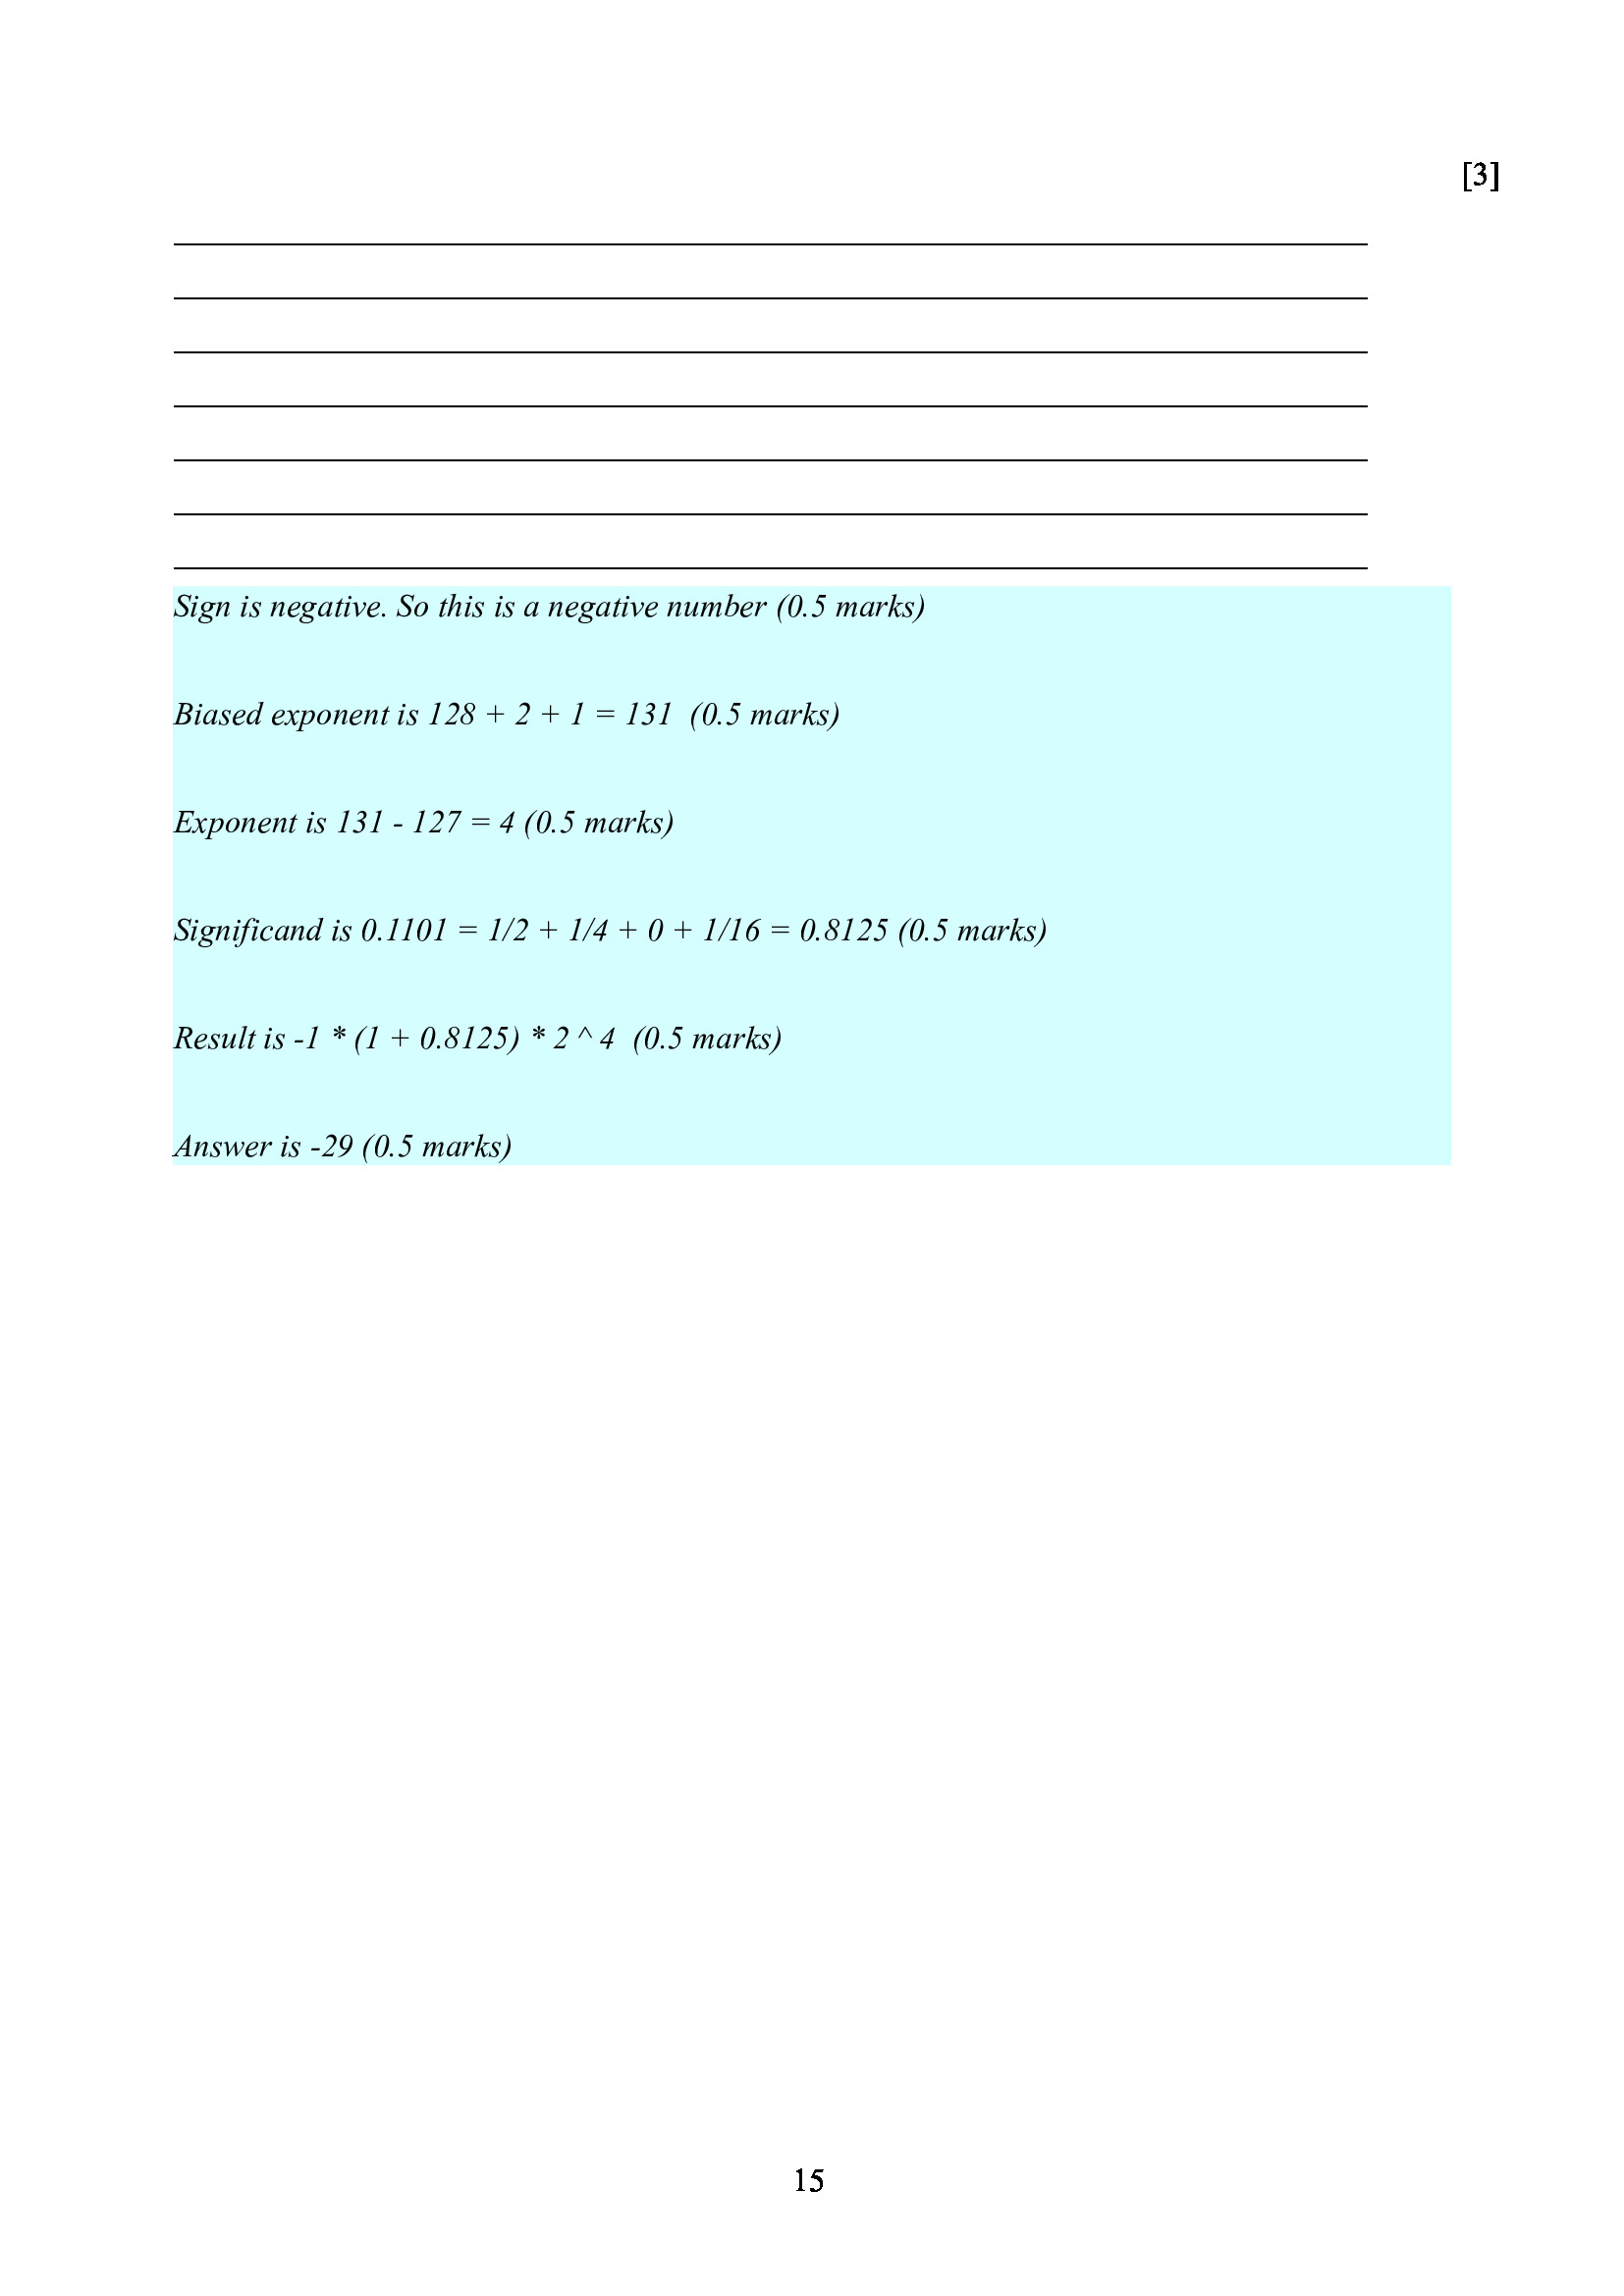 [3]
Sign is negative. So this is a negative number (0.5 marks)
Biased exponent is 128 + 2 + 1 = 131 (0.5 marks)
Exponent is 131 - 127 = 4 (0.5 marks)
Significand is 0.1101 = 1/2 + 1/4 + 0 + 1/16 = 0.8125 (0.5 marks)
Result is -1 * (1 + 0.8125) * 2 ^ 4 (0.5 marks)
Answer is -29 (0.5 marks)
15